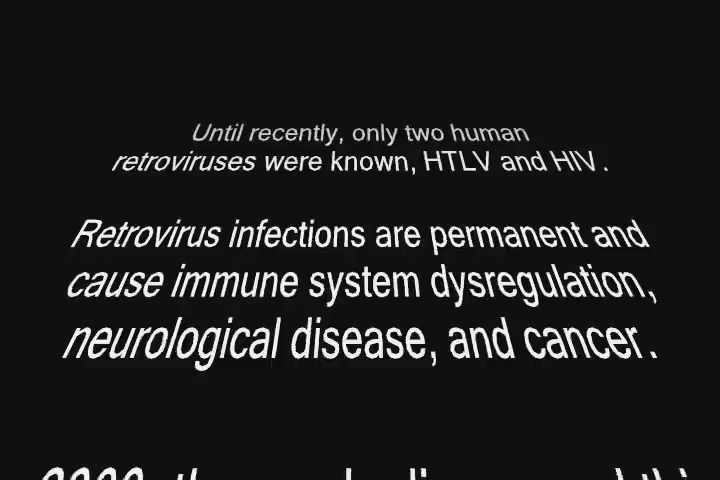 Until recently, only two human
retroviruses were known, HTLV and HIV.
Retrovirus infections are permanent and
cause immune system dysregulation,
neurological disease, and cancer.